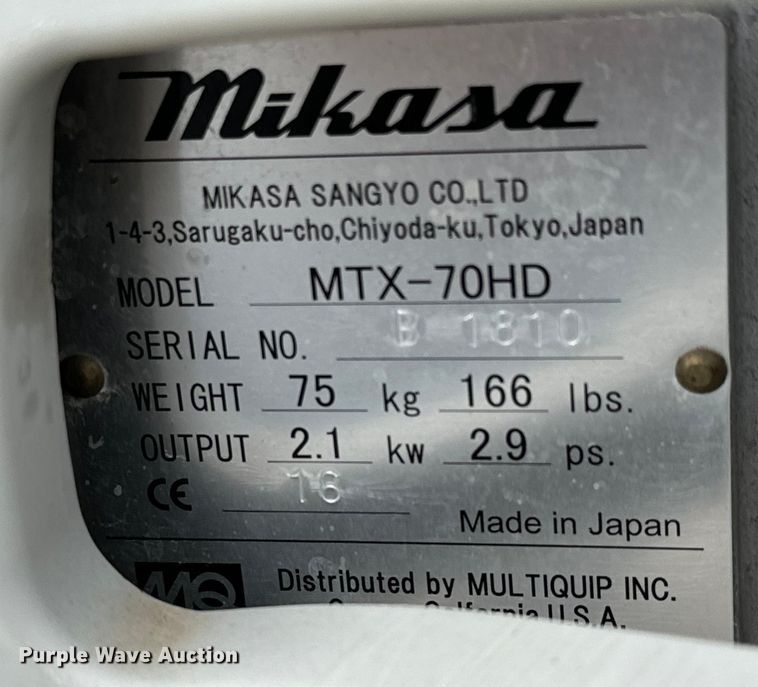 Mikasa
MIKASA SANGYO CO.,LTD
1-4-3,Sarugaku-cho,Chiyoda-ku,Tokyo,Japan
MODEL MTX-70HD
SERIAL NO. B 1810
WEIGHT 75 kg 166 lbs.
OUTPUT 2.1 kw 2.9 ps.
CE 16
Made in Japan
MQ
Distributed by MULTIQUIP INC.
California U.S.A.
Purple Wave Auction